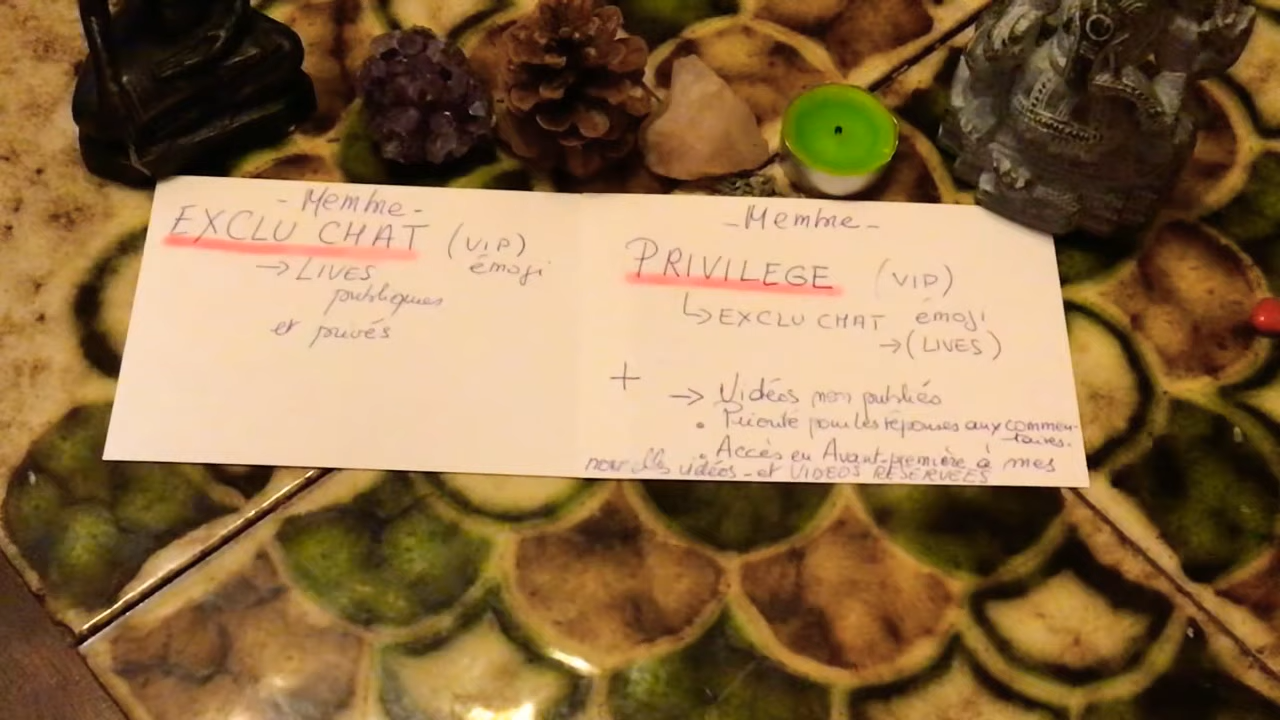 - Membre -
EXCLU CHAT (VIP)
émoji
→ LIVES
publiques
et privés
- Membre -
PRIVILEGE (VIP)
↳ EXCLU CHAT émoji
→ (LIVES)
+
→ Vidéos non publiés
• Priorité pour les réponses aux commen-
taires.
• Accès en Avant-première à mes
nouvelles vidéos - et VIDEOS RESERVEES